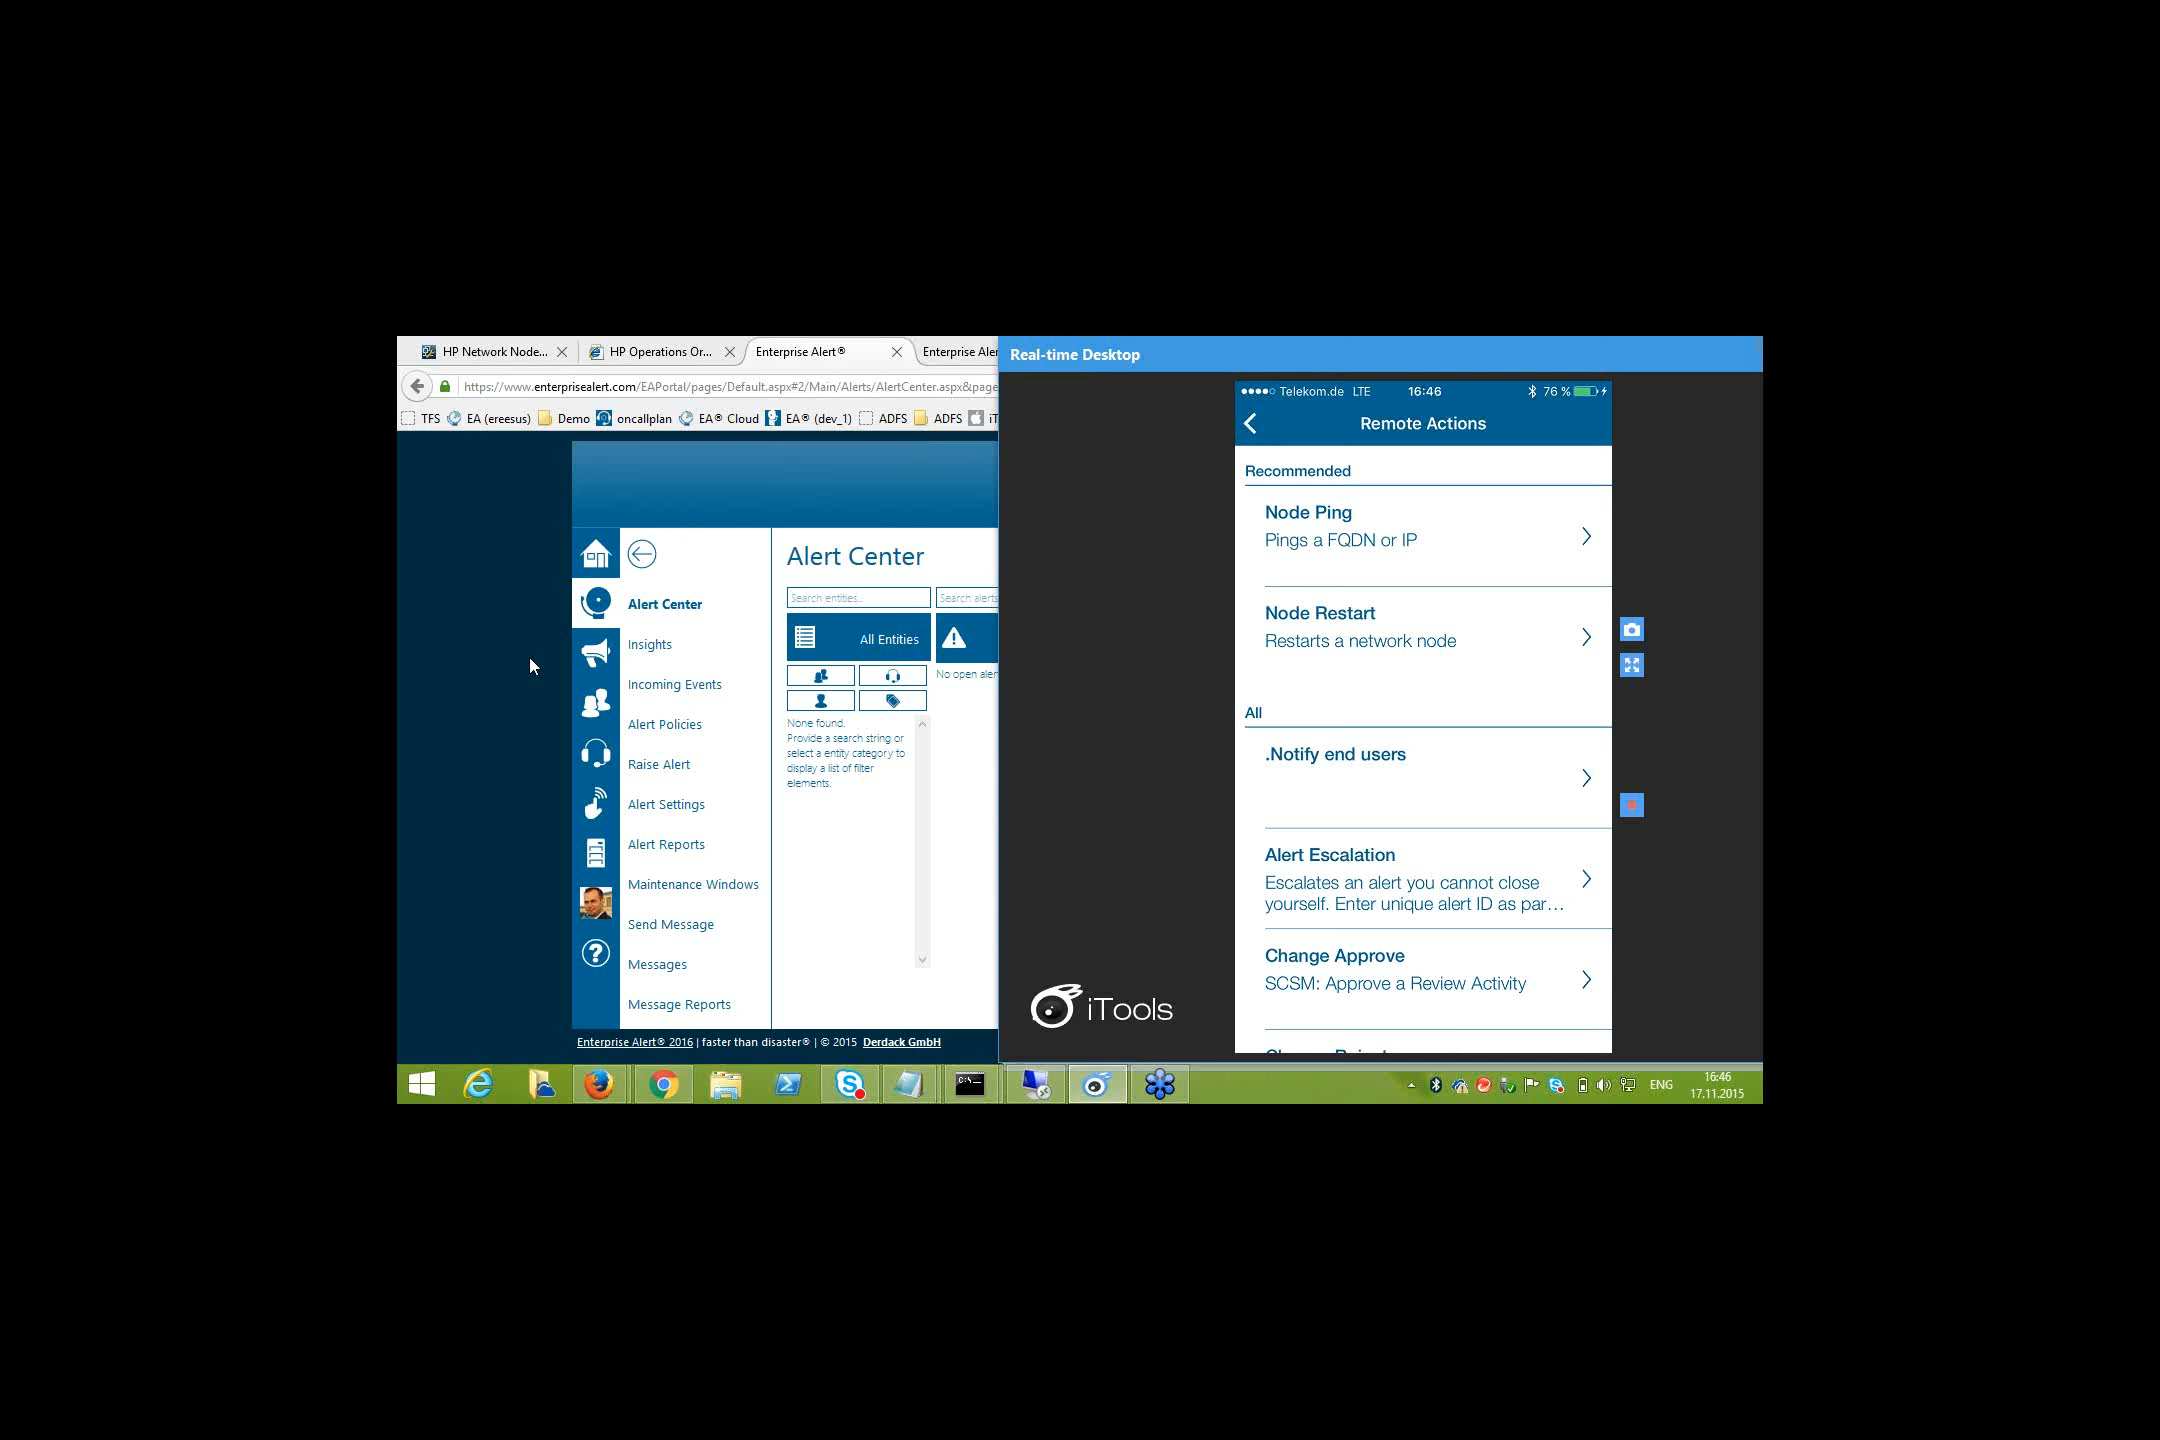 HP Network Node...
HP Operations Or...
Enterprise Alert®
Enterprise Aler
https://www.enterprisealert.com/EAPortal/pages/Default.aspx#2/Main/Alerts/AlertCenter.aspx&page
TFS
EA (ereesus)
Demo
oncallplan
EA® Cloud
EA® (dev_1)
ADFS
ADFS
iT
Alert Center
Insights
Incoming Events
Alert Policies
Raise Alert
Alert Settings
Alert Reports
Maintenance Windows
Send Message
Messages
Message Reports
Alert Center
Search entities...
Search alerts
All Entities
No open aler
None found.
Provide a search string or
select a entity category to
display a list of filter
elements.
Enterprise Alert® 2016 | faster than disaster® | © 2015 Derdack GmbH
Real-time Desktop
Telekom.de LTE 16:46 76 %
Remote Actions
Recommended
Node Ping
Pings a FQDN or IP
Node Restart
Restarts a network node
All
.Notify end users
Alert Escalation
Escalates an alert you cannot close
yourself. Enter unique alert ID as par...
Change Approve
SCSM: Approve a Review Activity
iTools
ENG
16:46
17.11.2015